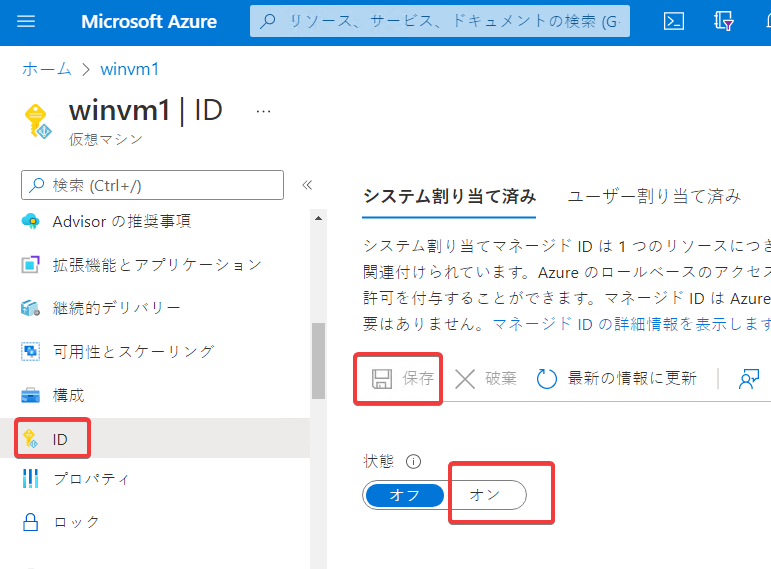 Microsoft Azure
リソース、サービス、ドキュメントの検索 (G-
ホーム > winvm1
winvm1 | ID ...
仮想マシン
検索 (Ctrl+/) «
Advisor の推奨事項
拡張機能とアプリケーション
継続的デリバリー
可用性とスケーリング
構成
ID
プロパティ
ロック
システム割り当て済み ユーザー割り当て済み
システム割り当てマネージド ID は 1 つのリソースにつき
関連付けられています。Azure のロールベースのアクセス
許可を付与することができます。マネージド ID は Azure
要はありません。マネージド ID の詳細情報を表示します
保存 破棄 最新の情報に更新
状態
オフ オン